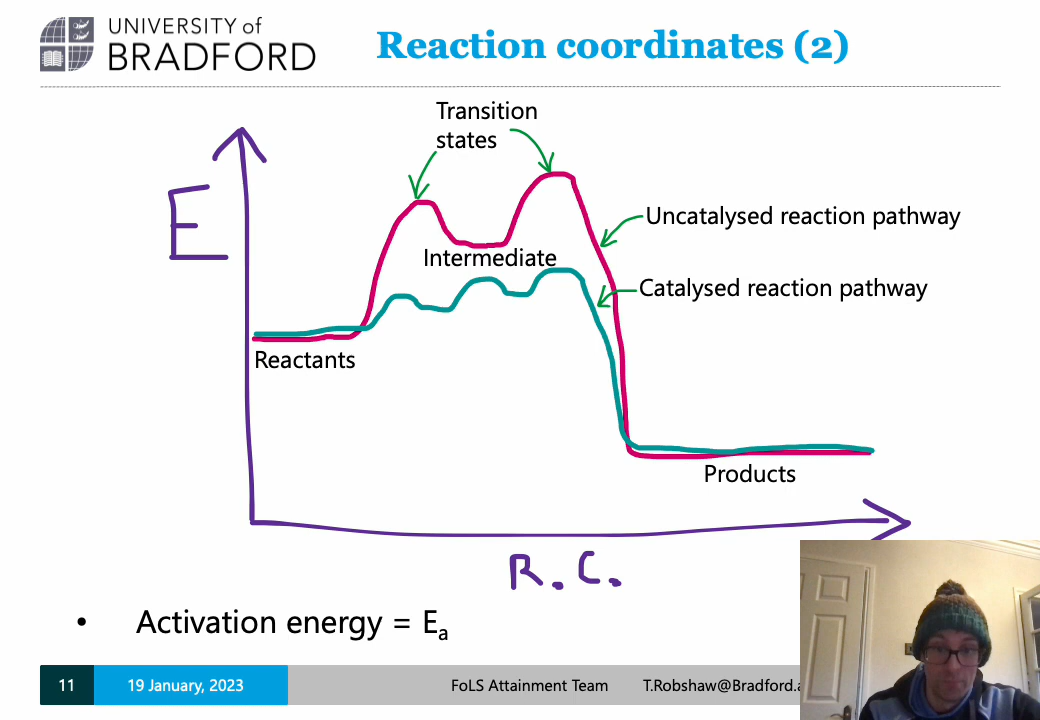 UNIVERSITY of
BRADFORD
Reaction coordinates (2)
Transition
states
E
Uncatalysed reaction pathway
Intermediate
Catalysed reaction pathway
Reactants
Products
R.C.
• Activation energy = Eₐ
11 19 January, 2023 FoLS Attainment Team